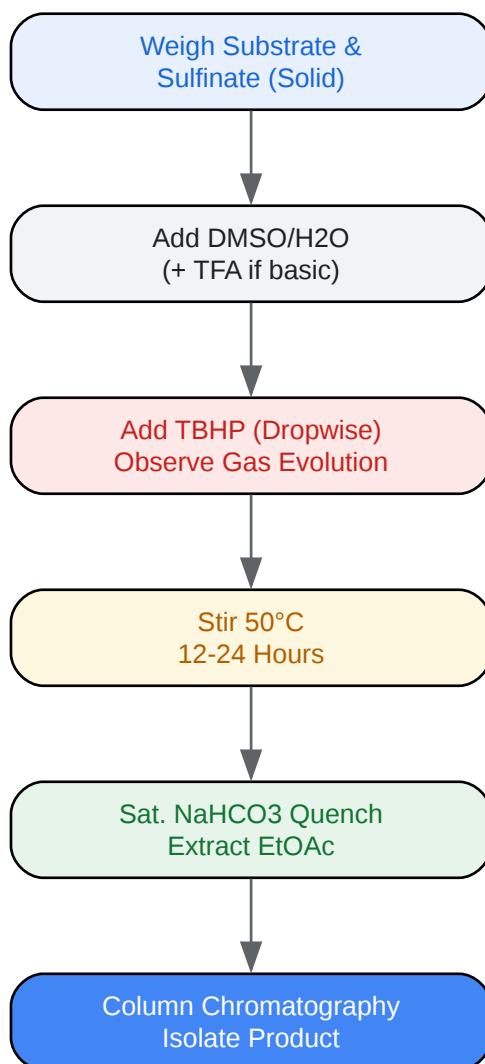 Weigh Substrate &
Sulfinate (Solid)
Add DMSO/H2O
(+ TFA if basic)
Add TBHP (Dropwise)
Observe Gas Evolution
Stir 50°C
12-24 Hours
Sat. NaHCO3 Quench
Extract EtOAc
Column Chromatography
Isolate Product